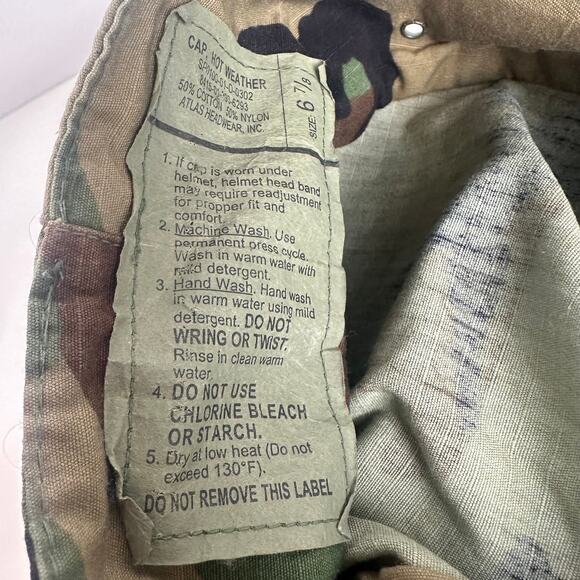 CAP, HOT WEATHER
SPO100-01-D-0302
50% COTTON 50% NYLON
ATLAS HEADWEAR, INC.
SIZE: 6 7/8
1. If cap is worn under
helmet, helmet head band
may require readjustment
for proper fit and
comfort.
2. Machine Wash. Use
permanent press cycle.
Wash in warm water with
mild detergent.
3. Hand Wash. Hand wash
in warm water using mild
detergent. DO NOT
WRING OR TWIST.
Rinse in clean warm
water.
4. DO NOT USE
CHLORINE BLEACH
OR STARCH.
5. Dry at low heat (Do not
exceed 130°F).
DO NOT REMOVE THIS LABEL